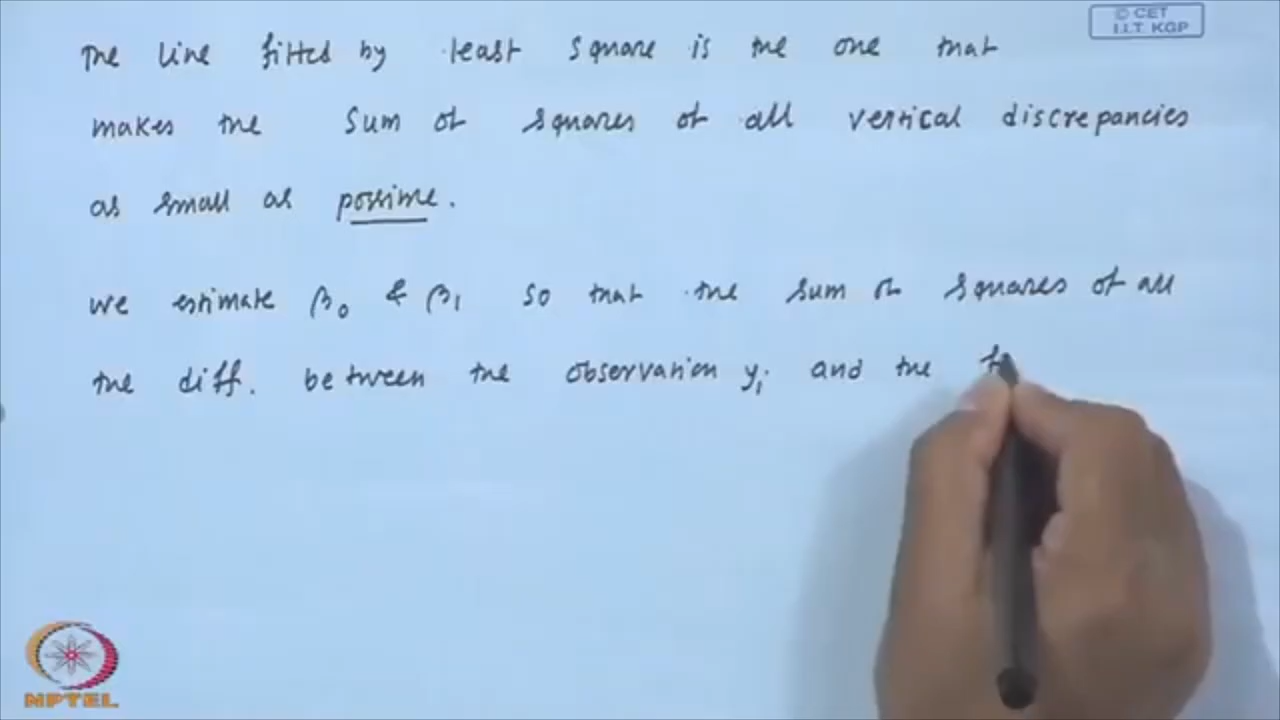 © CET
I.I.T. KGP
The line fitted by least square is the one that
makes the sum of squares of all vertical discrepancies
as small as possible.
We estimate β₀ & β₁ so that the sum of squares of all
the diff. between the observation yᵢ and the
NPTEL